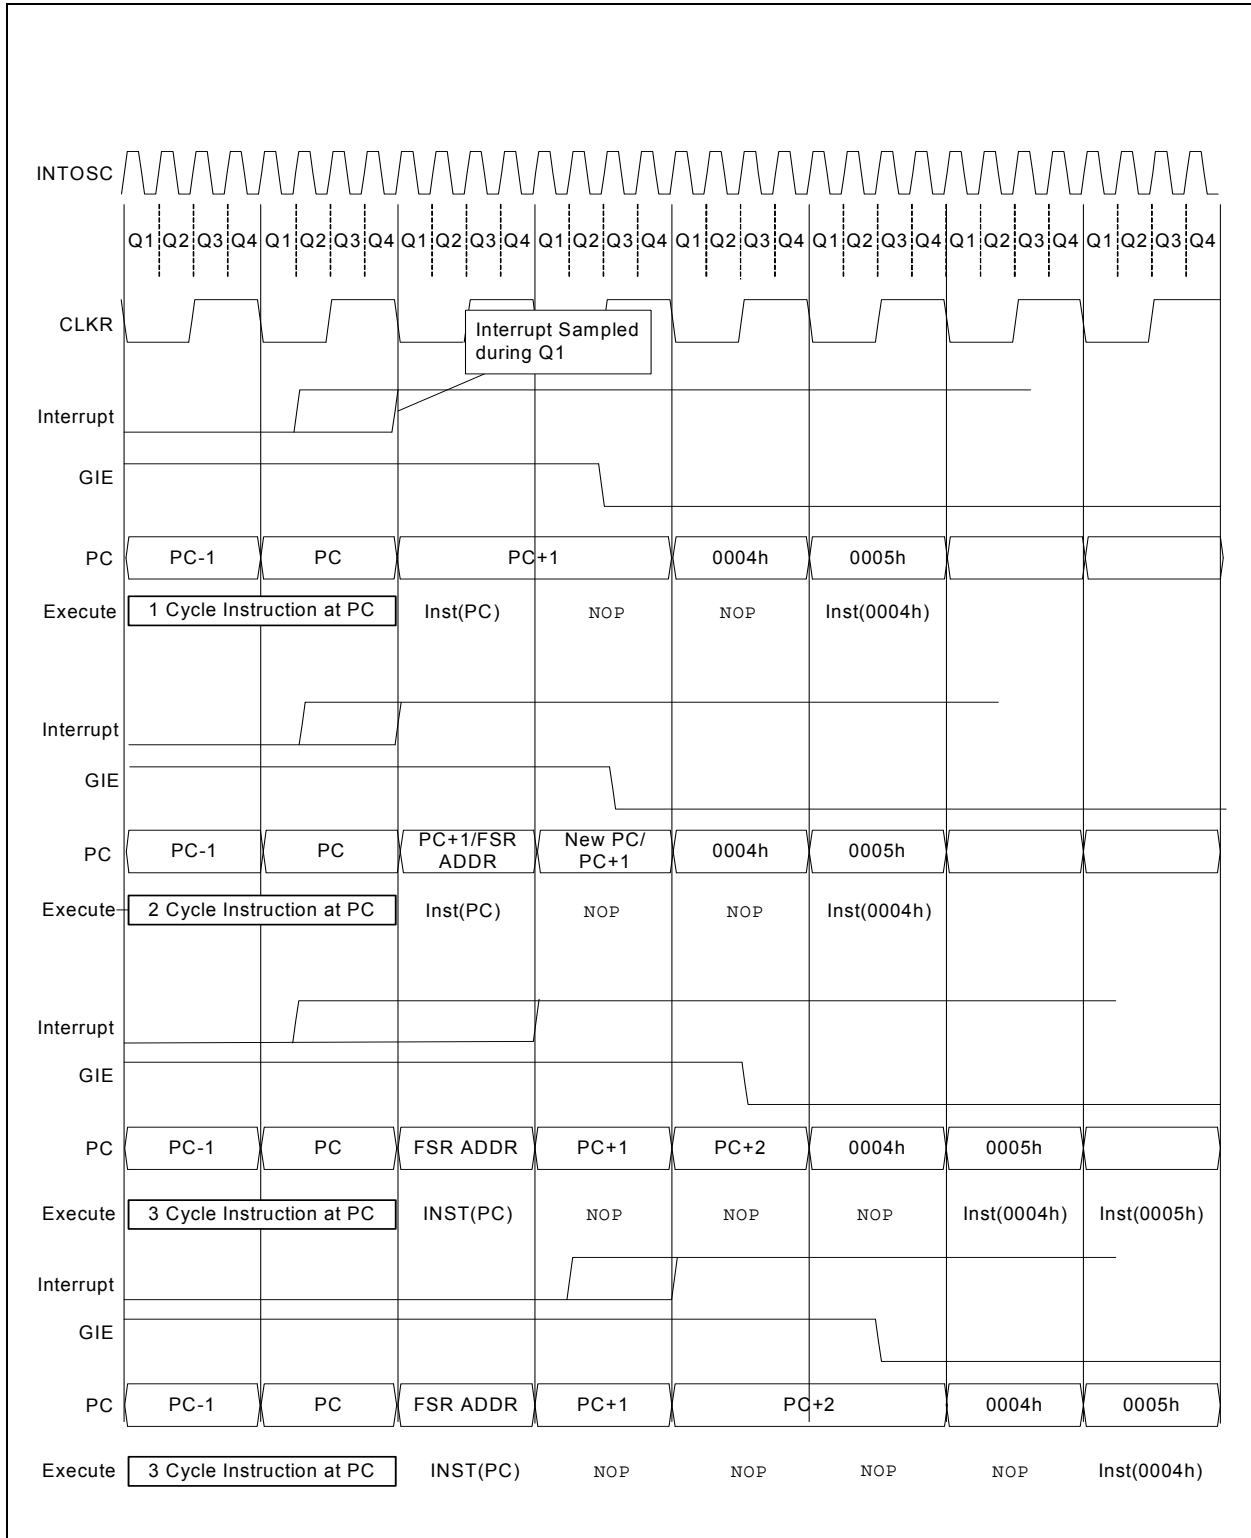 INTOSC
Q1 Q2 Q3 Q4 Q1 Q2 Q3 Q4 Q1 Q2 Q3 Q4 Q1 Q2 Q3 Q4 Q1 Q2 Q3 Q4 Q1 Q2 Q3 Q4 Q1 Q2 Q3 Q4 Q1 Q2 Q3 Q4
CLKR
Interrupt Sampled
during Q1
Interrupt
GIE
PC PC-1 PC PC+1 0004h 0005h
Execute 1 Cycle Instruction at PC Inst(PC) NOP NOP Inst(0004h)
Interrupt
GIE
PC PC-1 PC PC+1/FSR ADDR New PC/ PC+1 0004h 0005h
Execute 2 Cycle Instruction at PC Inst(PC) NOP NOP Inst(0004h)
Interrupt
GIE
PC PC-1 PC FSR ADDR PC+1 PC+2 0004h 0005h
Execute 3 Cycle Instruction at PC INST(PC) NOP NOP NOP Inst(0004h) Inst(0005h)
Interrupt
GIE
PC PC-1 PC FSR ADDR PC+1 PC+2 0004h 0005h
Execute 3 Cycle Instruction at PC INST(PC) NOP NOP NOP NOP Inst(0004h)